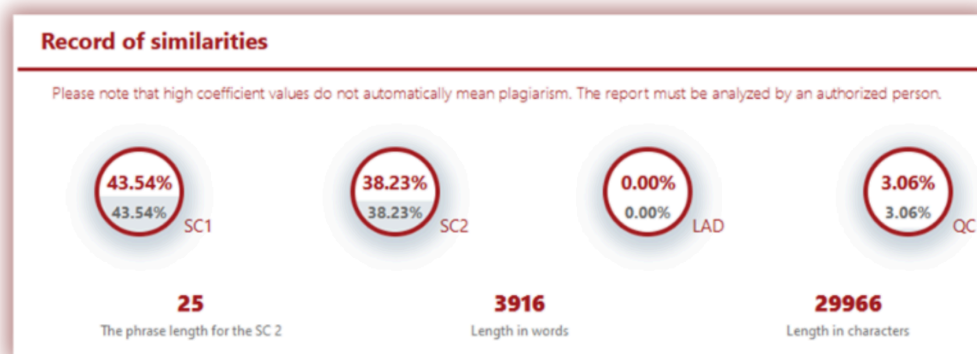 Record of similarities
Please note that high coefficient values do not automatically mean plagiarism. The report must be analyzed by an authorized person.
43.54%
43.54%
SC1
38.23%
38.23%
SC2
0.00%
0.00%
LAD
3.06%
3.06%
QC
25
The phrase length for the SC 2
3916
Length in words
29966
Length in characters